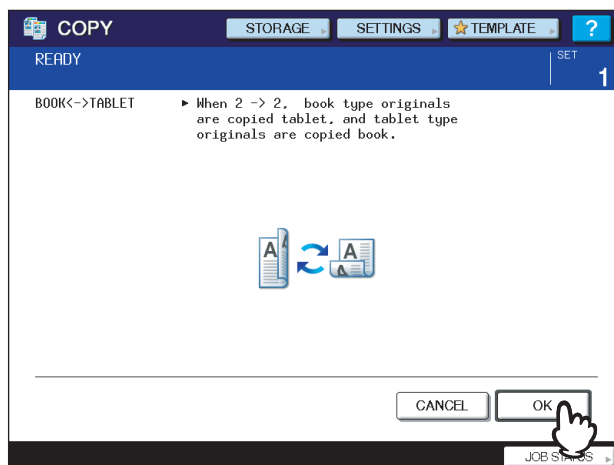 COPY
STORAGE
SETTINGS
TEMPLATE
?
READY
SET
1
BOOK<->TABLET
► When 2 -> 2, book type originals
are copied tablet, and tablet type
originals are copied book.
A
A
A
A
CANCEL
OK
JOB STATUS